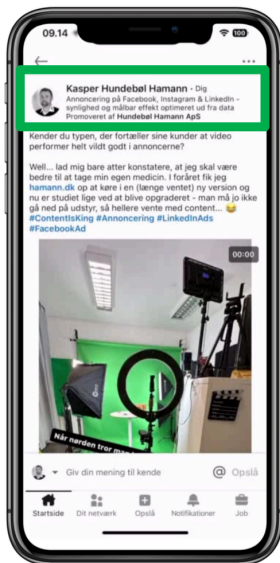 09.14
100
Kasper Hundebøl Hamann • Dig
Annoncering på Facebook, Instagram & LinkedIn -
synlighed og målbar effekt optimeret ud fra data
Promoveret af Hundebøl Hamann ApS
Kender du typen, der fortæller sine kunder at video
performer helt vildt godt i annoncerne?
Well... lad mig bare atter konstatere, at jeg skal være
bedre til at tage min egen medicin. I foråret fik jeg
hamann.dk op at køre i en (længe ventet) ny version og
nu er studiet lige ved at blive opgraderet - man må jo ikke
gå ned på udstyr, så hellere vente med content... 😂
#ContentIsKing #Annoncering #LinkedInAds
#FacebookAd
00:00
Når nørden tror man
Giv din mening til kende
@ Opslå
Startside Dit netværk Opslå Notifikationer Job